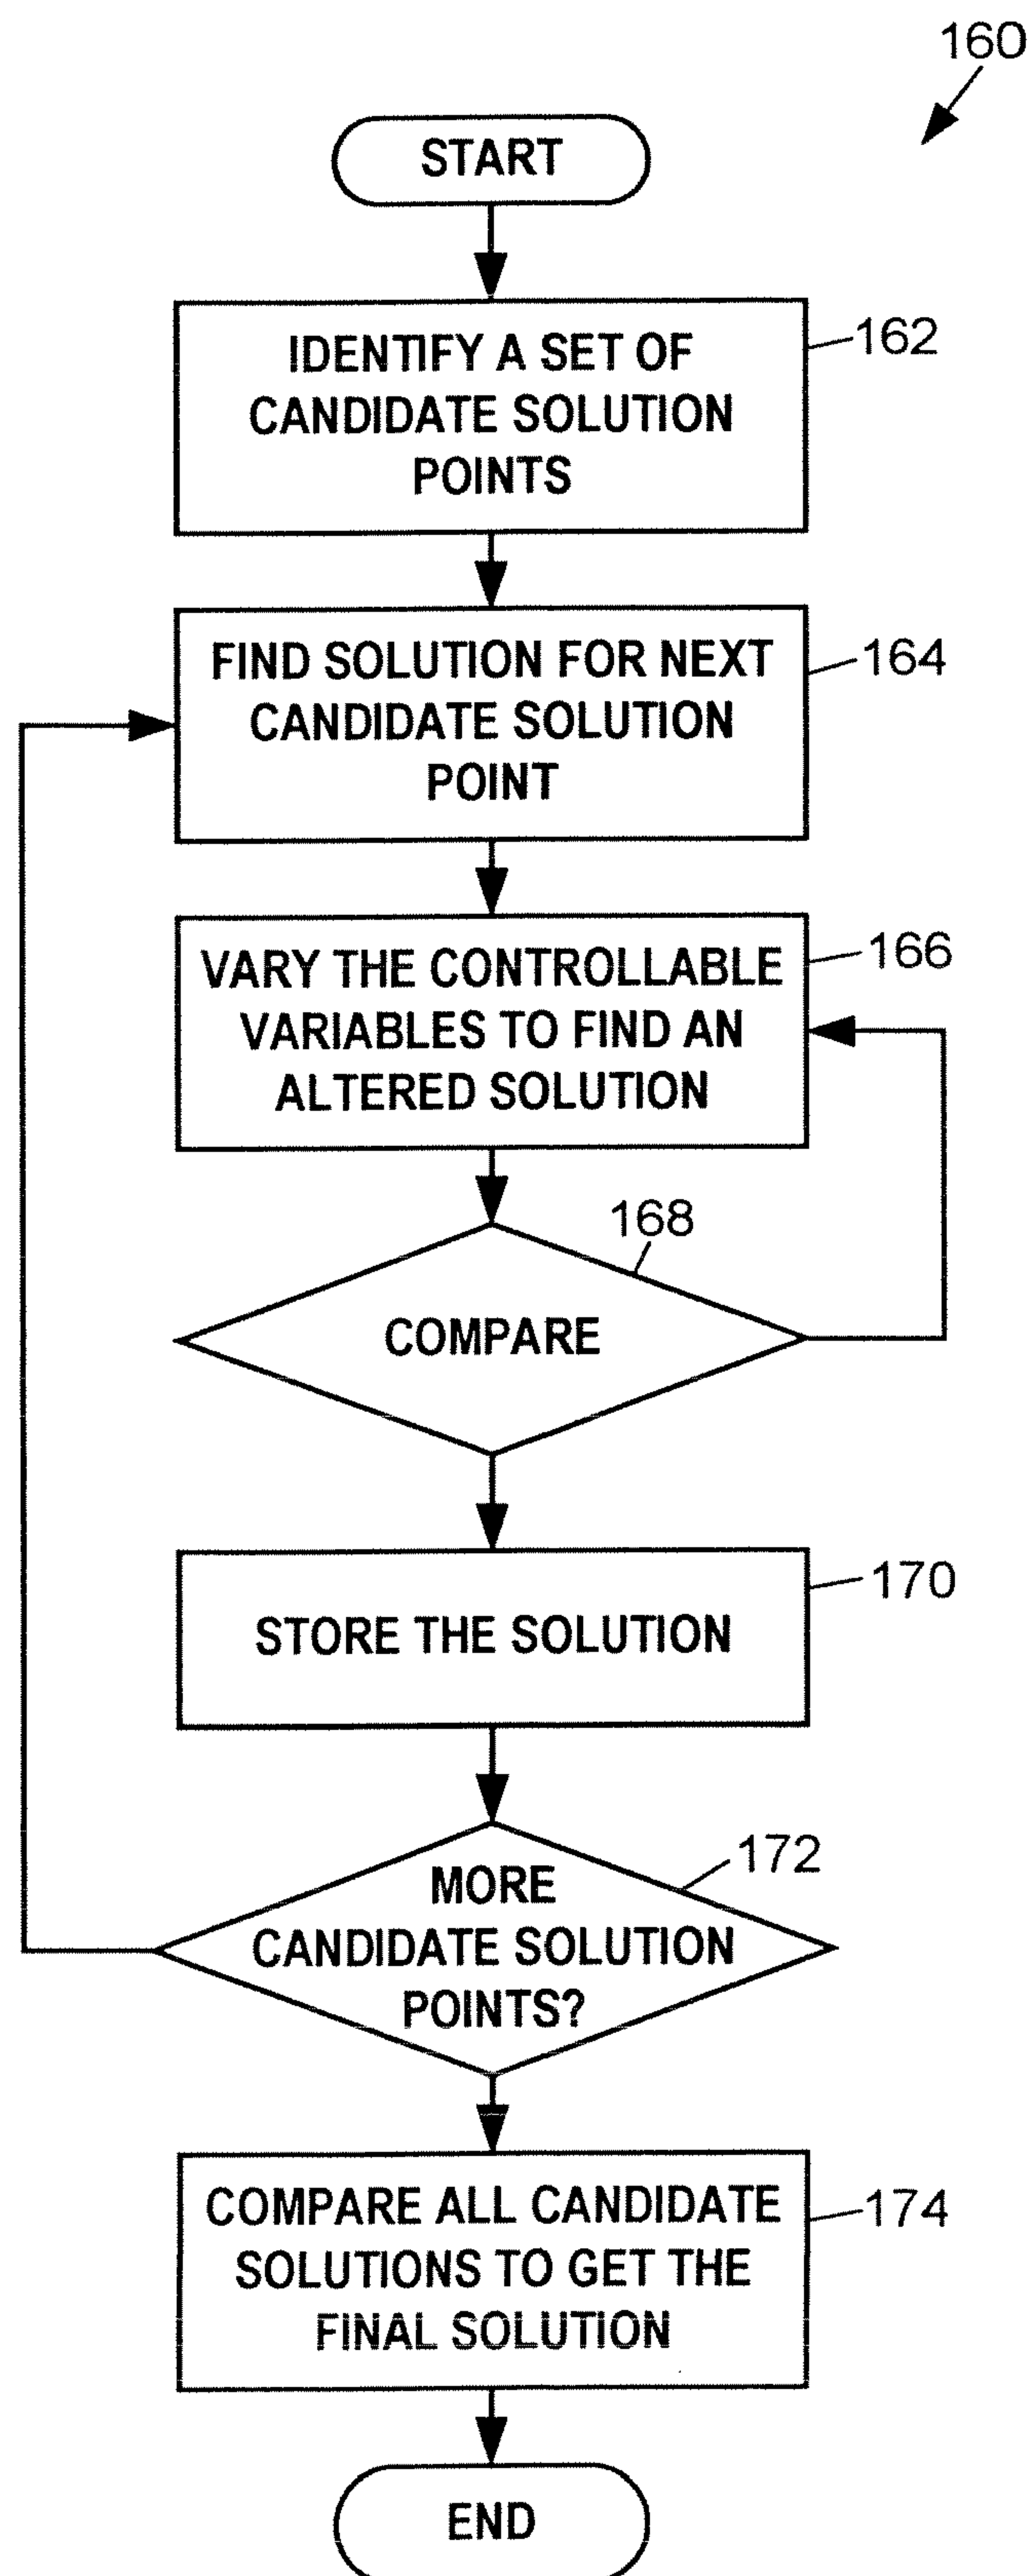 160
START
IDENTIFY A SET OF
CANDIDATE SOLUTION
POINTS
162
FIND SOLUTION FOR NEXT
CANDIDATE SOLUTION
POINT
164
VARY THE CONTROLLABLE
VARIABLES TO FIND AN
ALTERED SOLUTION
166
168
COMPARE
170
STORE THE SOLUTION
172
MORE
CANDIDATE SOLUTION
POINTS?
COMPARE ALL CANDIDATE
SOLUTIONS TO GET THE
FINAL SOLUTION
174
END